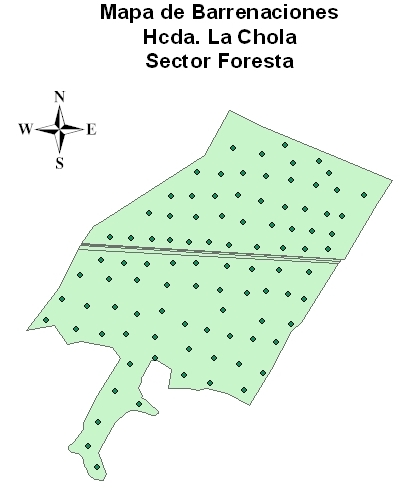 Mapa de Barrenaciones
Hcda. La Chola
Sector Foresta
N
W E
S